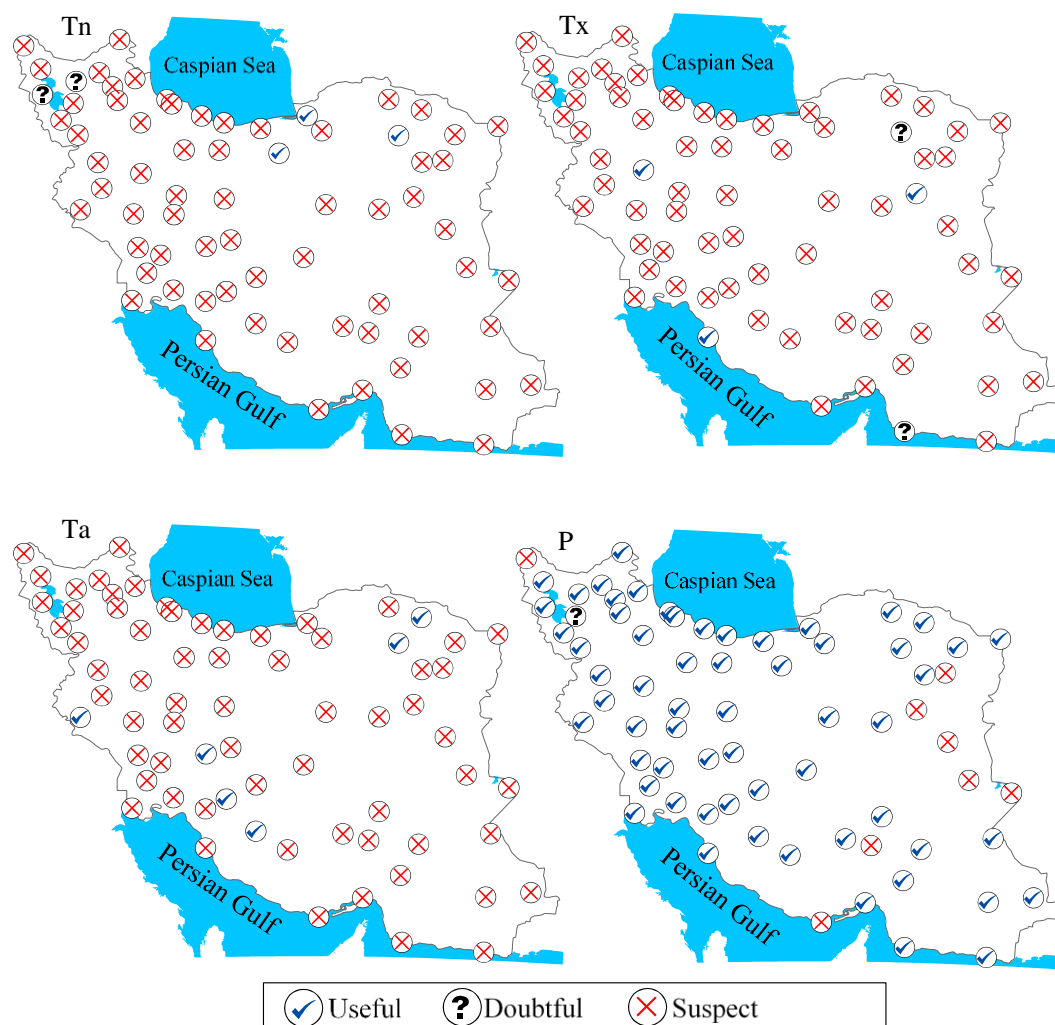 Tn
Caspian Sea
Persian Gulf
Tx
Caspian Sea
Persian Gulf
Ta
Caspian Sea
Persian Gulf
P
Caspian Sea
Persian Gulf
Useful ? Doubtful Suspect